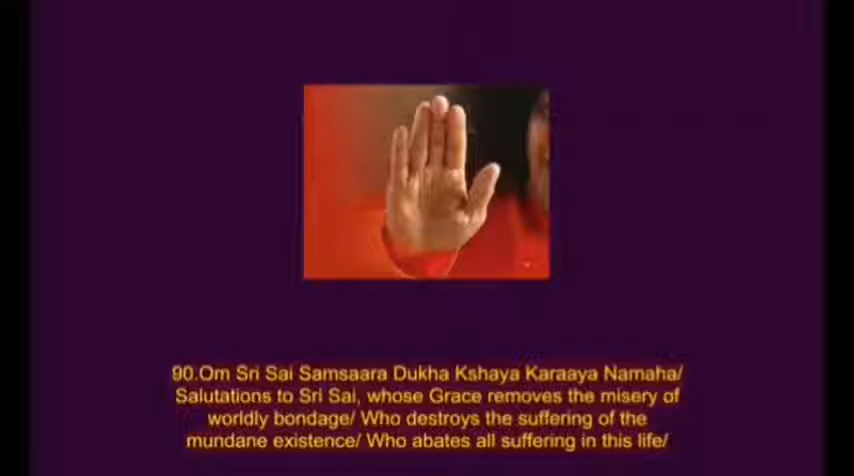 90.Om Sri Sai Samsaara Dukha Kshaya Karaaya Namaha/
Salutations to Sri Sai, whose Grace removes the misery of
worldly bondage/ Who destroys the suffering of the
mundane existence/ Who abates all suffering in this life/